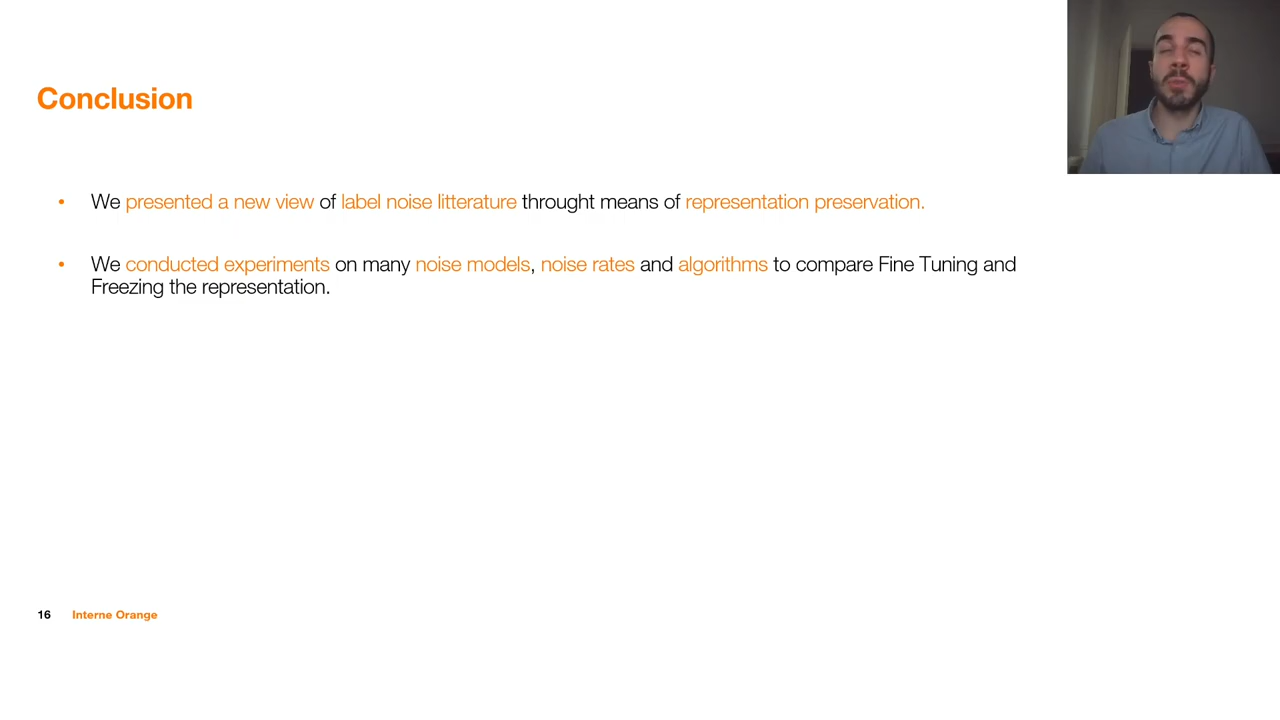 Conclusion
• We presented a new view of label noise litterature throught means of representation preservation.
• We conducted experiments on many noise models, noise rates and algorithms to compare Fine Tuning and
Freezing the representation.
16 Interne Orange